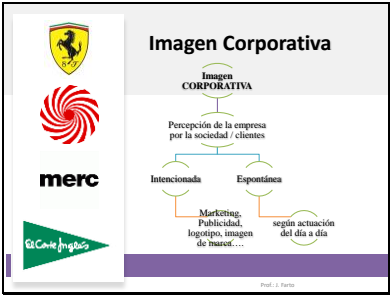 Imagen Corporativa
Imagen
CORPORATIVA
Percepción de la empresa
por la sociedad / clientes
Intencionada
Espontánea
Marketing,
Publicidad,
logotipo, imagen
de marca….
según actuación
del día a día
S F
merc
El Corte Inglés
Prof.: J. Farto